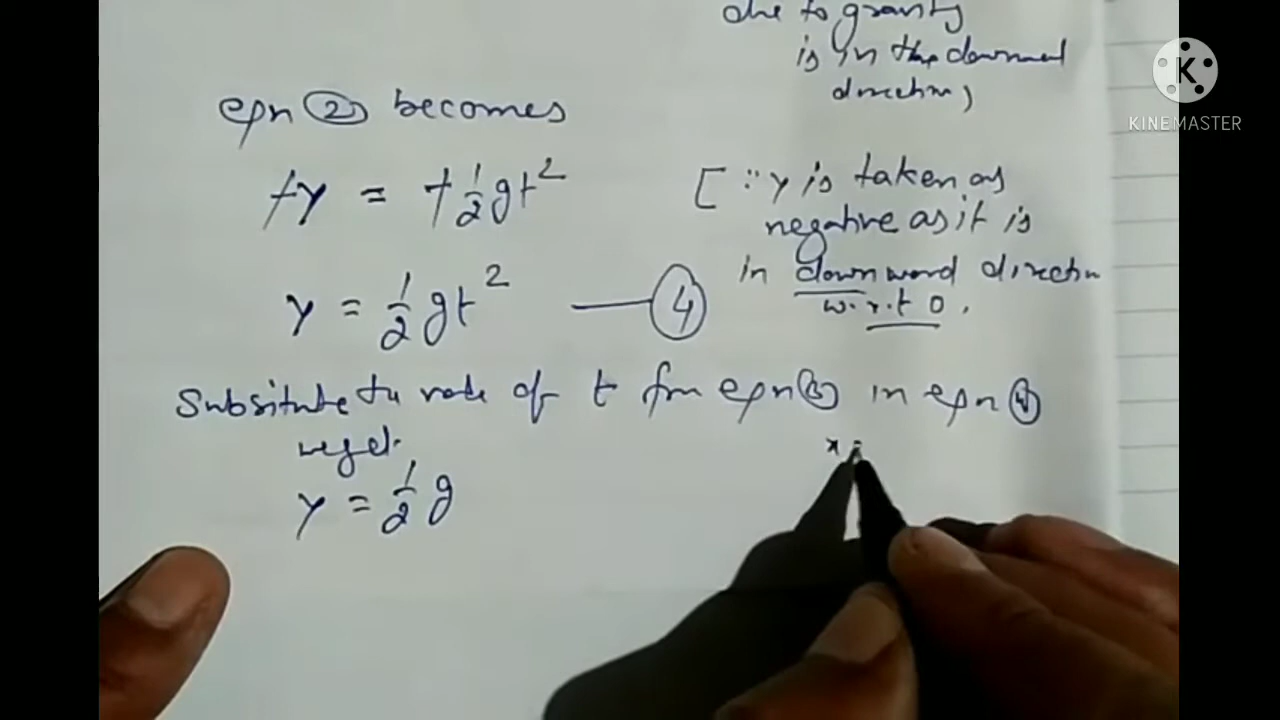 due to gravity
is in the downward
direction)
K
KINEMASTER
eqn ② becomes
+y = +½gt²
[∵ y is taken as
negative as it is
in downward direction
w.r.t O.
y = ½gt² —— ④
Subsitute the vale of t from eqn ③ in eqn ④
we get.
x =
y = ½g